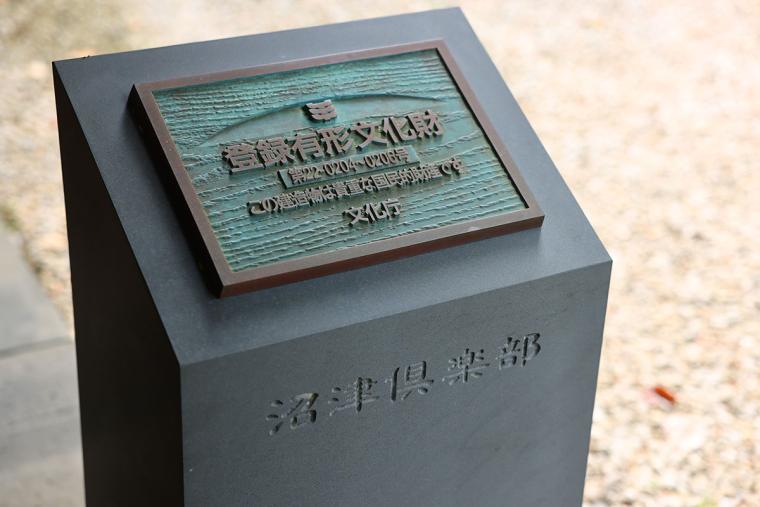 登録有形文化財
第22-0204~0205号
この建造物は貴重な国民的財産です
文化庁
沼津倶楽部